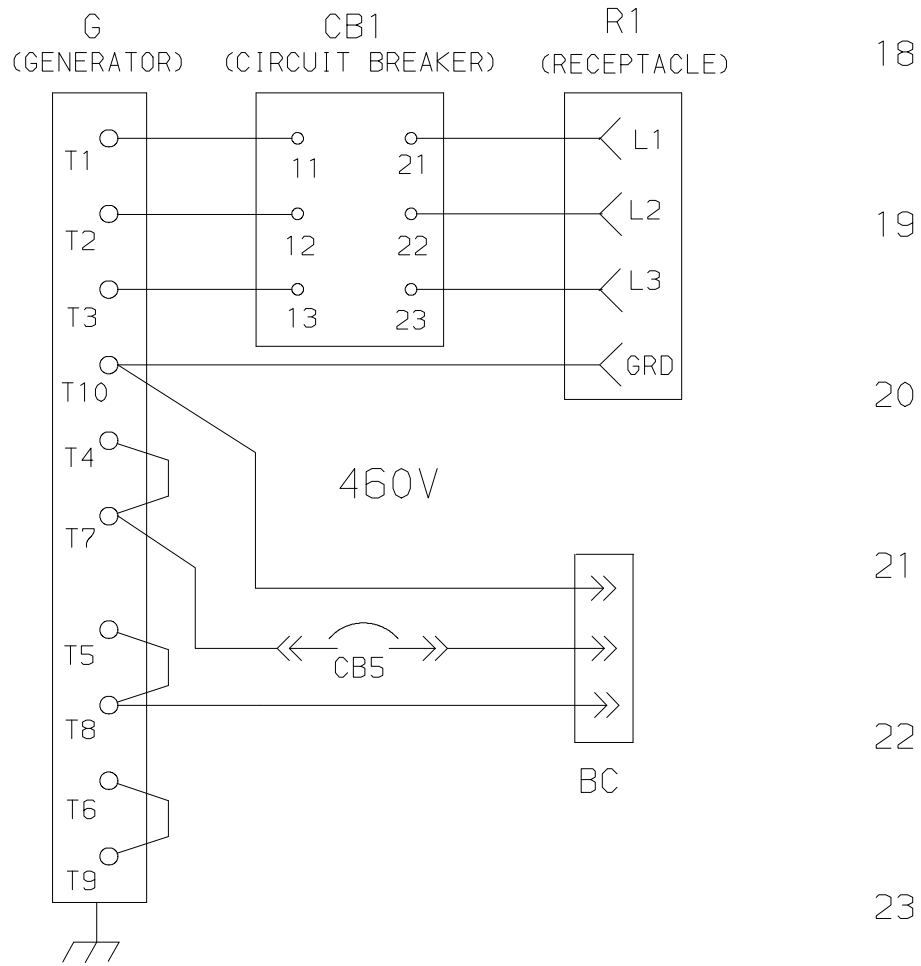 G
(GENERATOR)
CB1
(CIRCUIT BREAKER)
R1
(RECEPTACLE)
18
T1
11
21
L1
T2
12
22
L2
19
T3
13
23
L3
T10
GRD
20
T4
460V
T7
21
T5
CB5
T8
22
BC
T6
T9
23